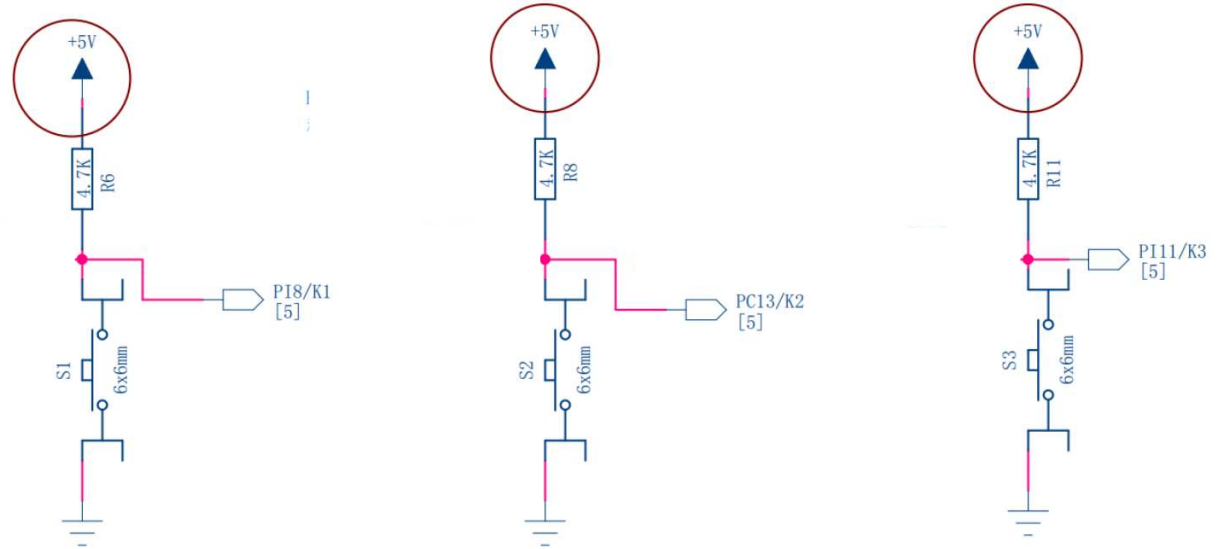 +5V
4.7K
R6
PI8/K1
[5]
S1
6x6mm
+5V
4.7K
R8
PC13/K2
[5]
S2
6x6mm
+5V
4.7K
R11
PI11/K3
[5]
S3
6x6mm